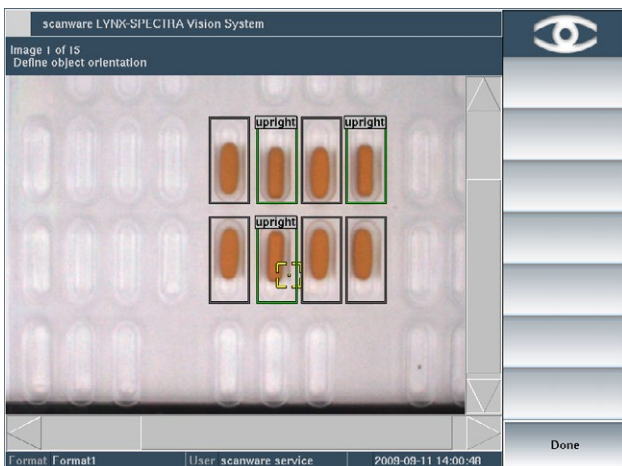 scanware LYNX-SPECTRA Vision System
Image 1 of 15
Define object orientation
upright
upright
upright
Done
Format Format1
User scanware service
2009-09-11 14:00:48